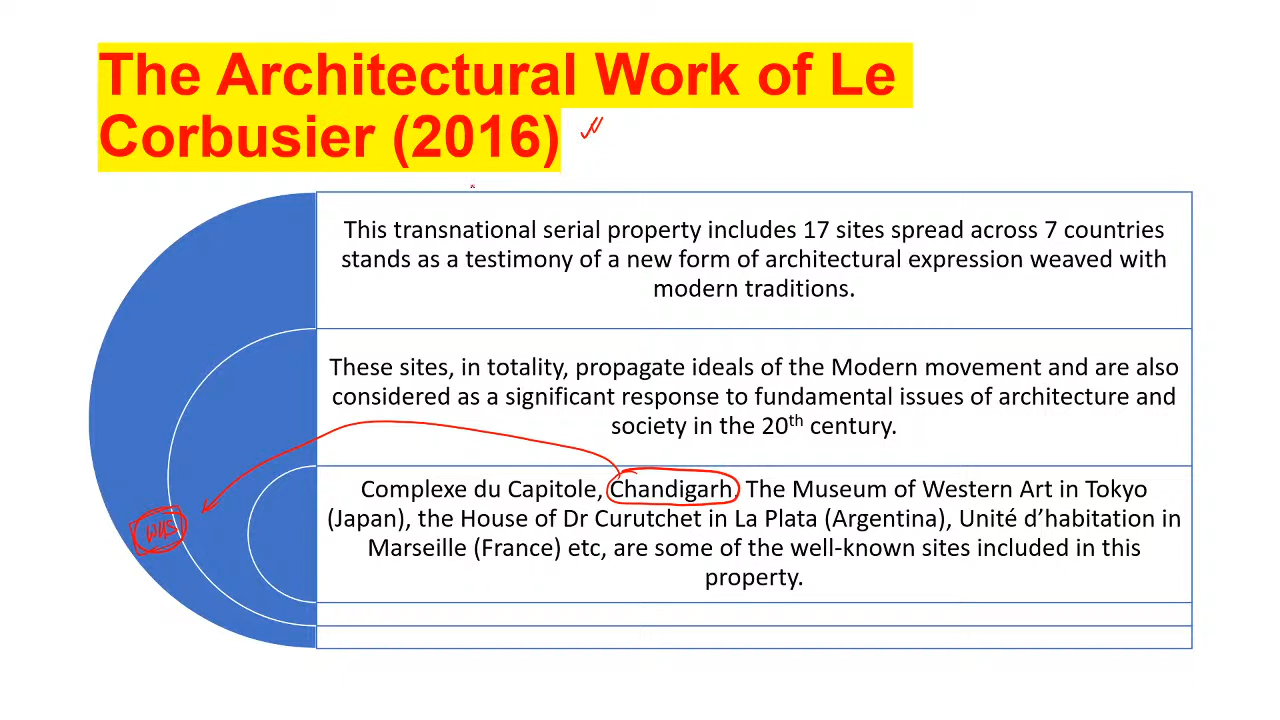 The Architectural Work of Le
Corbusier (2016)
This transnational serial property includes 17 sites spread across 7 countries
stands as a testimony of a new form of architectural expression weaved with
modern traditions.
These sites, in totality, propagate ideals of the Modern movement and are also
considered as a significant response to fundamental issues of architecture and
society in the 20th century.
Complexe du Capitole, Chandigarh, The Museum of Western Art in Tokyo
(Japan), the House of Dr Curutchet in La Plata (Argentina), Unité d’habitation in
Marseille (France) etc, are some of the well-known sites included in this
property.